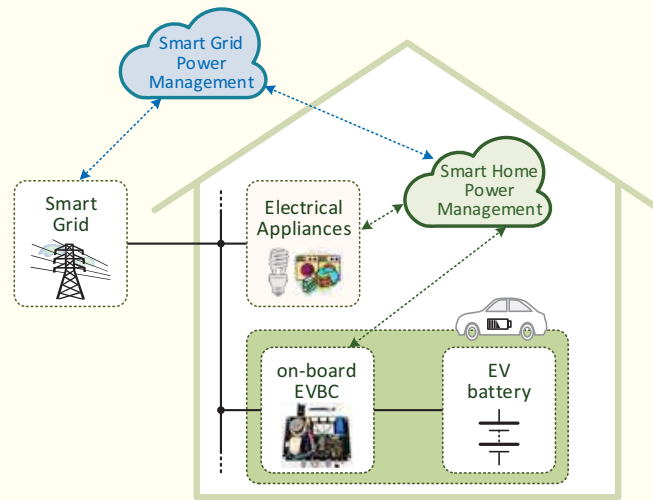 Smart Grid
Power
Management
Smart Home
Power
Management
Smart
Grid
Electrical
Appliances
on-board
EVBC
EV
battery